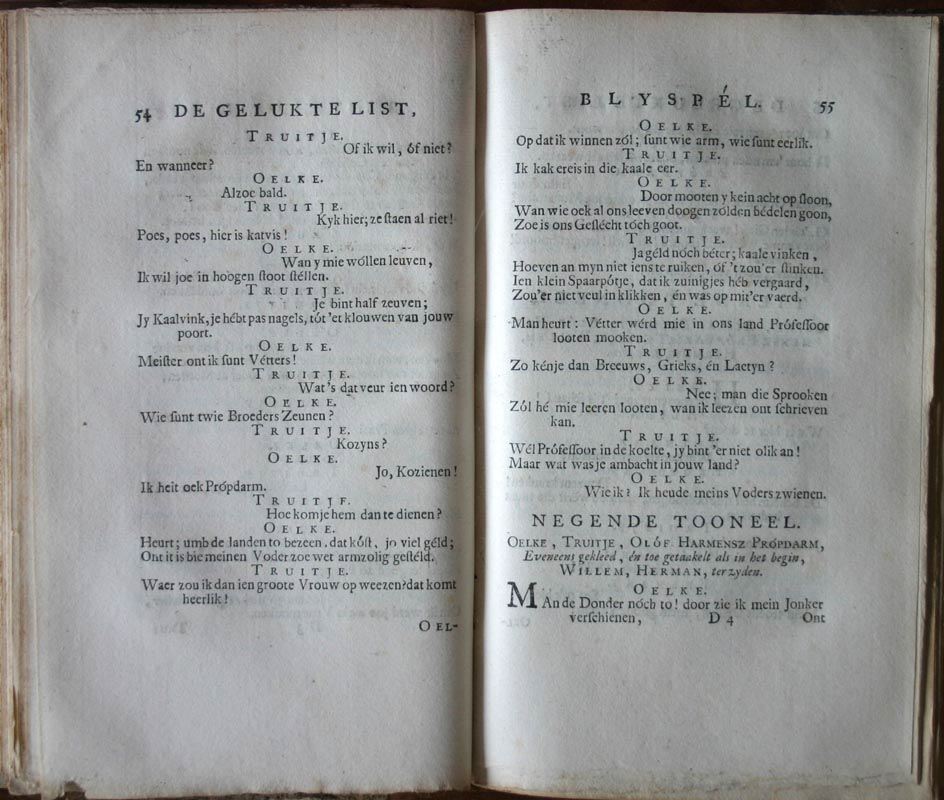 54 DE GELUKTE LIST,
TRUITJE.
Of ik wil, óf niet?
En wanneer?
OELKE.
Alzoe bald.
TRUITJE.
Kyk hier; ze staen al riet!
Poes, poes, hier is katvis!
OELKE.
Wan y mie wóllen leuven,
Ik wil joe in hoogen stoot stéllen.
TRUITJE.
Je bint half zeuven;
Jy Kaalvink, je hébt pas nagels, tót 'et klouwen van jouw
poort.
OELKE.
Meister ont ik sunt Vétters!
TRUITJE.
Wat's dat veur ien woord?
OELKE.
Wie sunt twie Broeders Zeunen?
TRUITJE.
Kozyns?
OELKE.
Jo, Kozienen!
Ik heit oek Própdarm.
TRUITJE.
Hoe kom je hem dan te dienen?
OELKE.
Heurt; umb de landen to bezeen, dat kóst, jo viel géld;
Ont it is bie meinen Voder zoe wet armzolig gestéld.
TRUITJE.
Waer zou ik dan ien groote Vrouw op weezen? dat komt
heerlik!
OEL-
BLYSPÉL. 55
OELKE.
Op dat ik winnen zól; sunt wie arm, wie sunt eerlik.
TRUITJE.
Ik kak ereis in die kaale eer.
OELKE.
Door mooten y kein acht op sloon,
Wan wie oek al ons leeven doogen zólden bédelen goon,
Zoe is ons Geslécht tóch goot.
TRUITJE.
Ja géld nóch béter; kaale vinken,
Hoeven an myn niet iens te ruiken, óf 't zou'er stinken.
Ien klein Spaarpótje, dat ik zuinigjes héb vergaard,
Zou'er niet veul in klikken, én was op mit'er vaerd.
OELKE.
Man heurt: Vétter wérd mie in ons land Prófessoor
looten mooken.
TRUITJE.
Zo kénje dan Breeuws, Grieks, én Laetyn?
OELKE.
Nee; man die Sprooken
Zól hé mie leeren looten, wan ik leezen ont schrieven
kan.
TRUITJE.
Wél Prófessoor in de koelte, jy bint 'er niet olik an!
Maar wat was je ambacht in jouw land?
OELKE.
Wie ik? Ik heude meins Voders zwienen.
NEGENDE TOONEEL.
OELKE, TRUITJE, OLÓF HARMENSZ PRÓPDARM,
Eveneens gekleed, én toe getaakelt als in het begin,
WILLEM, HERMAN, ter zyden.
OELKE.
MAn de Donder nóch to! door zie ik mein Jonker
verschienen, D 4 Ont